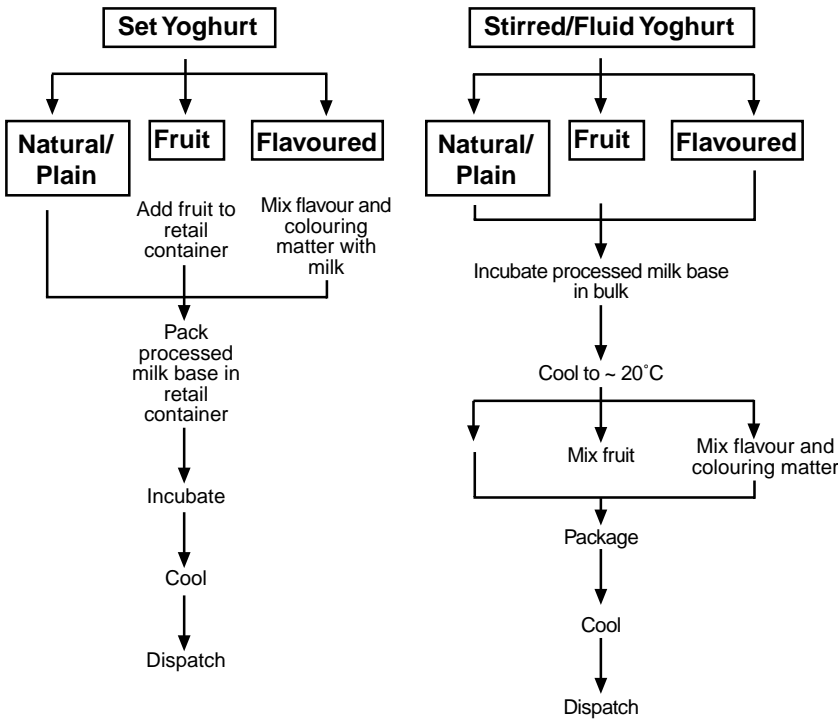 Set Yoghurt
Natural/
Plain
Fruit
Flavoured
Add fruit to
retail
container
Mix flavour and
colouring
matter with
milk
Pack
processed
milk base in
retail
container
Incubate
Cool
Dispatch
Stirred/Fluid Yoghurt
Natural/
Plain
Fruit
Flavoured
Incubate processed milk base
in bulk
Cool to ~ 20˚C
Mix fruit
Mix flavour and
colouring matter
Package
Cool
Dispatch